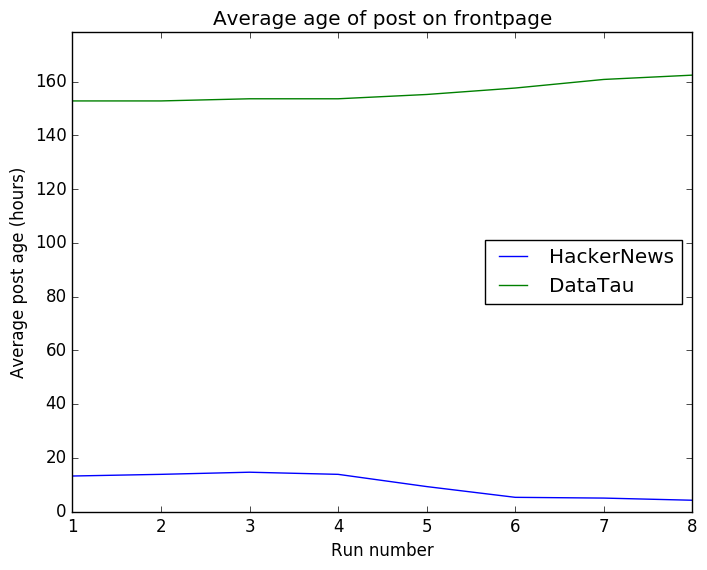 Average age of post on frontpage
Average post age (hours)
160
140
120
100
80
60
40
20
0
HackerNews
DataTau
1 2 3 4 5 6 7 8
Run number